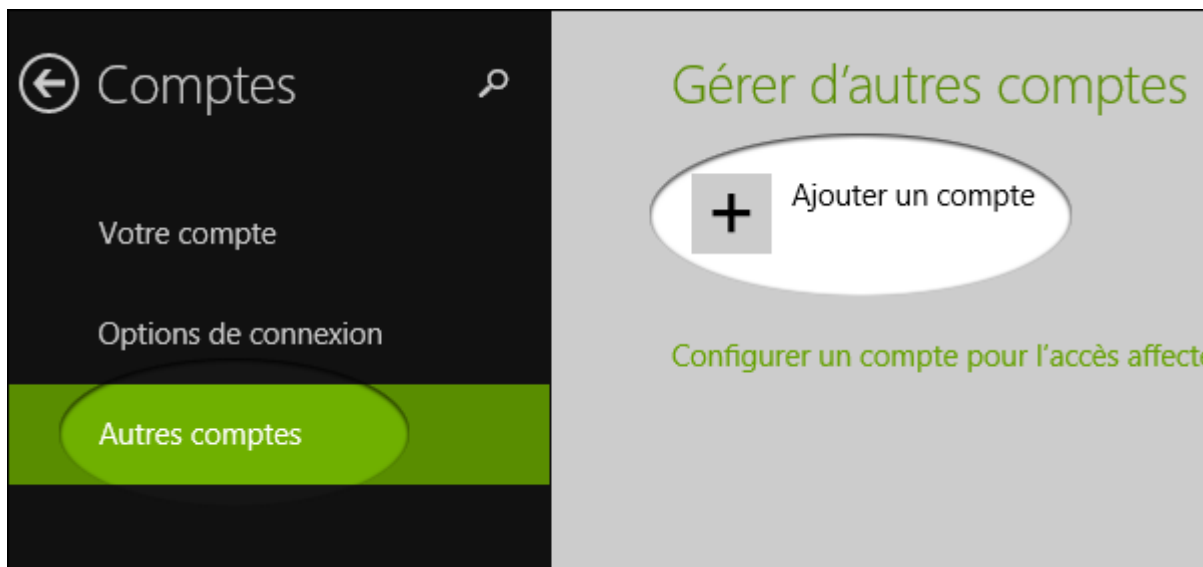 Comptes
Votre compte
Options de connexion
Autres comptes
Gérer d’autres comptes
Ajouter un compte
Configurer un compte pour l’accès